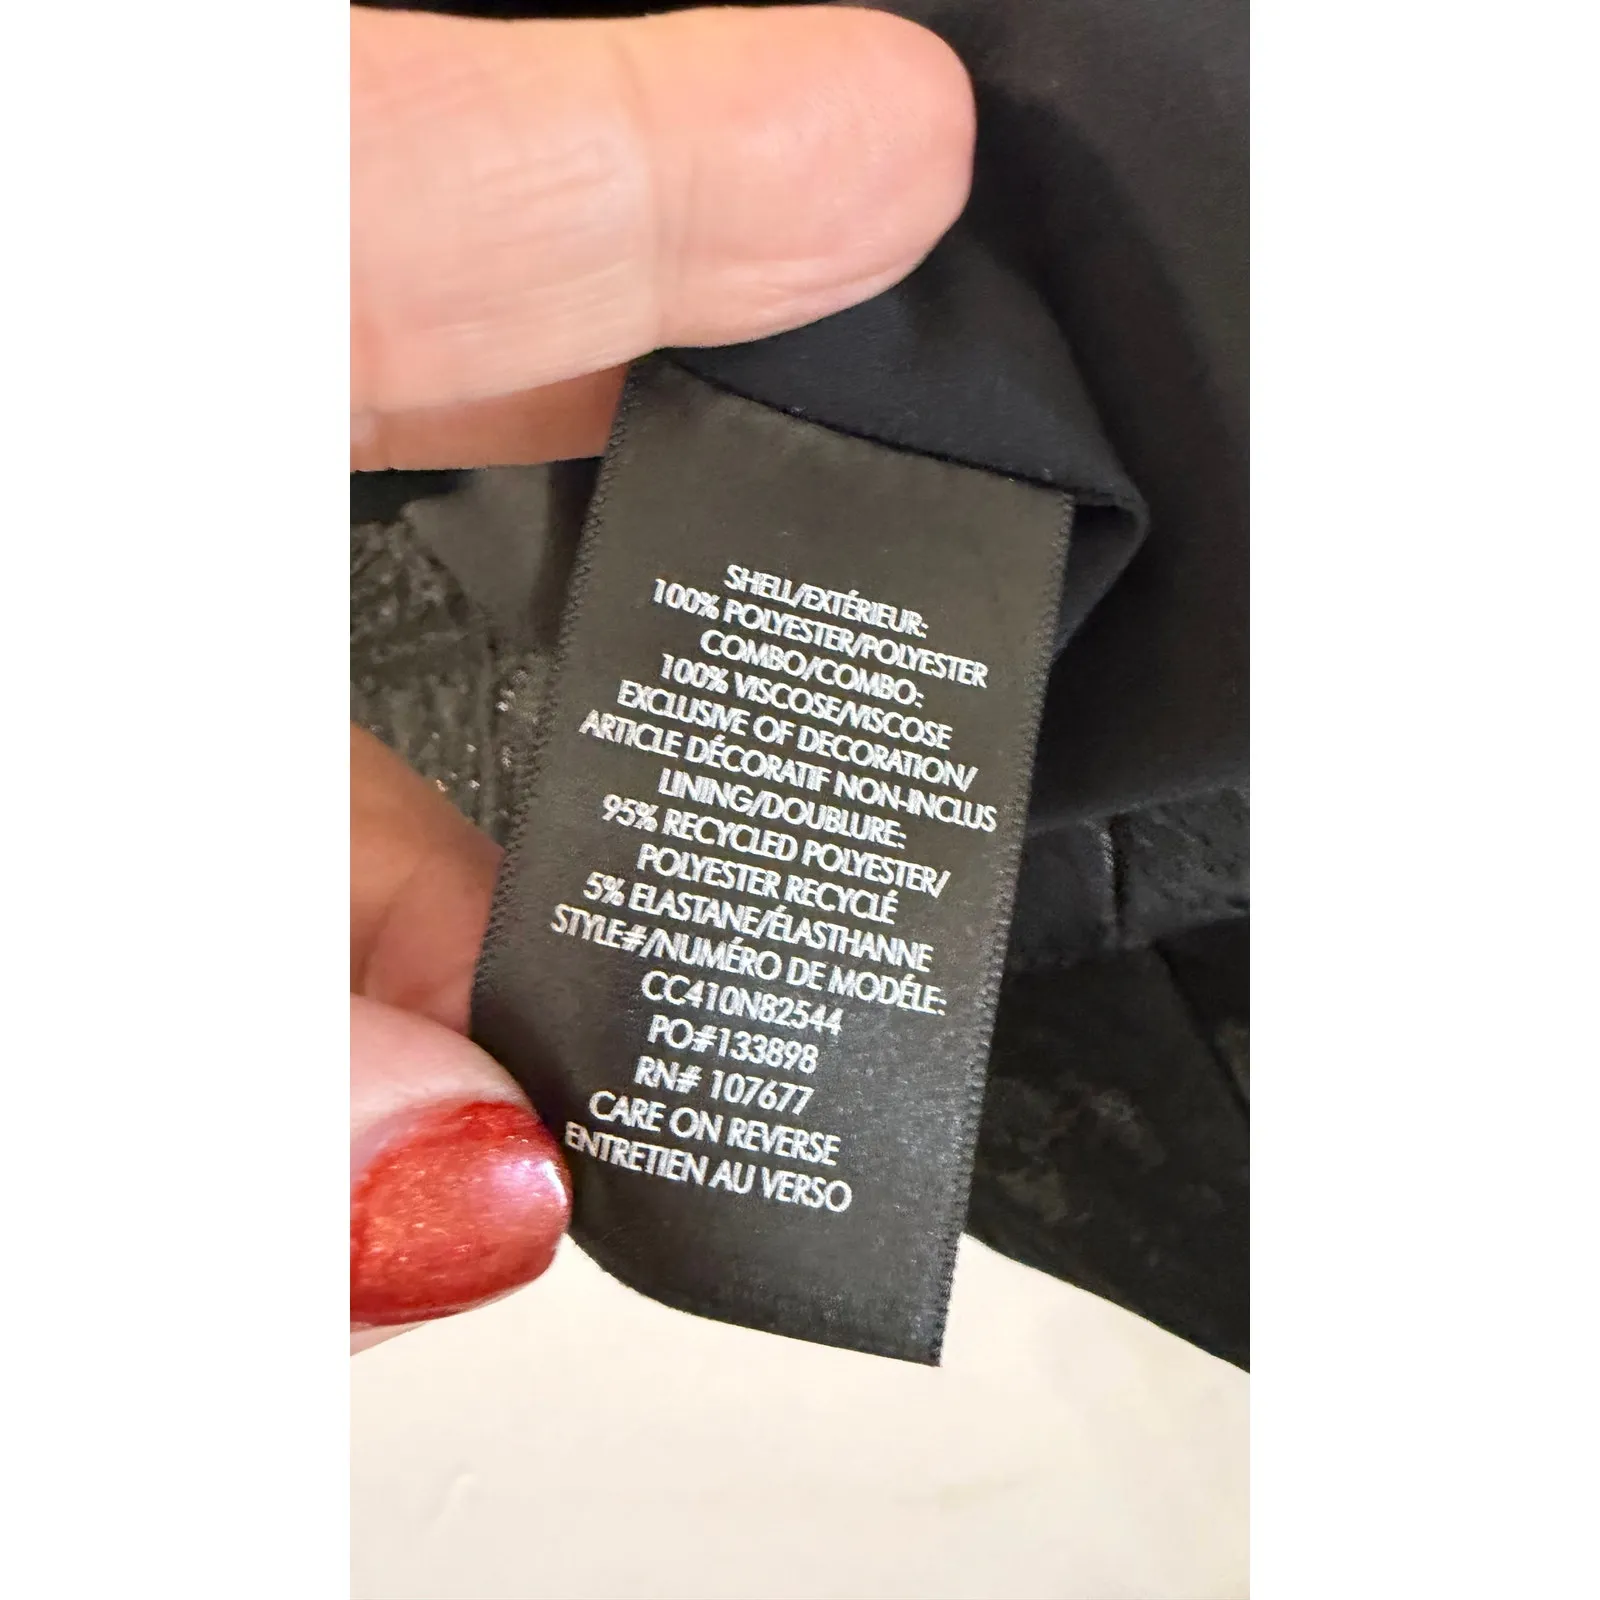 SHELL/EXTÉRIEUR:
100% POLYESTER/POLYESTER
COMBO/COMBO:
100% VISCOSE/VISCOSE
EXCLUSIVE OF DECORATION/
ARTICLE DÉCORATIF NON-INCLUS
LINING/DOUBLURE:
95% RECYCLED POLYESTER/
POLYESTER RECYCLÉ
5% ELASTANE/ÉLASTHANNE
STYLE#/NUMÉRO DE MODÉLE:
CC410N82544
PO#133898
RN# 107677
CARE ON REVERSE
ENTRETIEN AU VERSO